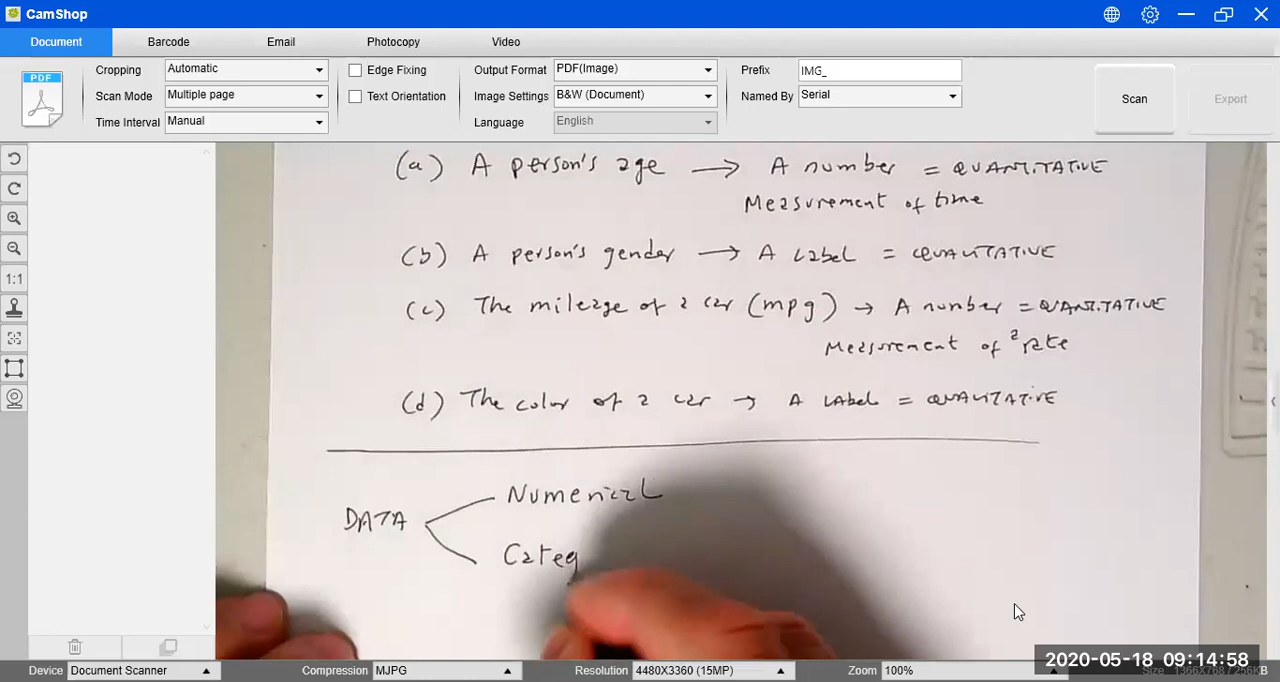 CamShop
Document Barcode Email Photocopy Video
PDF
Cropping Automatic Edge Fixing Output Format PDF(Image) Prefix IMG_
Scan Mode Multiple page Text Orientation Image Settings B&W (Document) Named By Serial Scan Export
Time Interval Manual Language English
1:1
(a) A person's age → A number = QUANTITATIVE
Measurement of time
(b) A person's gender → A Label = QUALITATIVE
(c) The mileage of a car (mpg) → A number = QUANTITATIVE
Measurement of a rate
(d) The color of a car → A LABEL = QUALITATIVE
Numerical
DATA
Categ
2020-05-18 09:14:58
Device Document Scanner Compression MJPG Resolution 4480X3360 (15MP) Zoom 100%